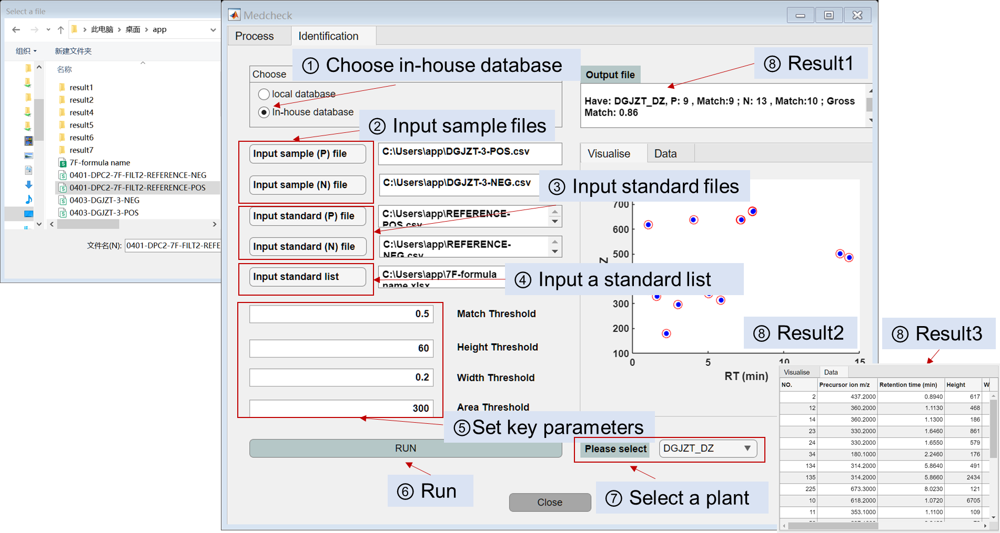 Select a file
此电脑 › 桌面 › app
组织
新建文件夹
名称
result1
result2
result4
result5
result6
result7
7F-formula name
0401-DPC2-7F-FILT2-REFERENCE-NEG
0401-DPC2-7F-FILT2-REFERENCE-POS
0403-DGJZT-3-NEG
0403-DGJZT-3-POS
文件名(N):
0401-DPC2-7F-FILT2-REFE
Medcheck
Process
Identification
① Choose in-house database
Choose
local database
In-house database
② Input sample files
Input sample (P) file
C:\Users\app\DGJZT-3-POS.csv
Input sample (N) file
C:\Users\app\DGJZT-3-NEG.csv
③ Input standard files
Input standard (P) file
C:\Users\app\REFERENCE-
POS.csv
Input standard (N) file
C:\Users\app\REFERENCE-
NEG.csv
Input standard list
C:\Users\app\7F-formula
name.xlsx
④ Input a standard list
0.5
Match Threshold
60
Height Threshold
0.2
Width Threshold
300
Area Threshold
⑤Set key parameters
RUN
⑥ Run
Close
Please select
DGJZT_DZ
⑦ Select a plant
Output file
⑧ Result1
Have: DGJZT_DZ, P: 9 , Match:9 ; N: 13 , Match:10 ; Gross
Match: 0.86
Visualise
Data
700
600
500
300
200
100
Z
0
5
10
15
RT (min)
⑧ Result2
⑧ Result3
Visualise
Data
NO. Precursor ion m/z Retention time (min) Height W
2 437.2000 0.8940 617
12 360.2000 1.1130 468
14 360.2000 1.1300 186
23 330.2000 1.6460 861
24 330.2000 1.6550 579
34 180.1000 2.2460 176
134 314.2000 5.8640 491
135 314.2000 5.8660 2434
225 673.3000 8.0230 121
10 618.2000 1.0720 6705
11 353.1000 1.1100 109